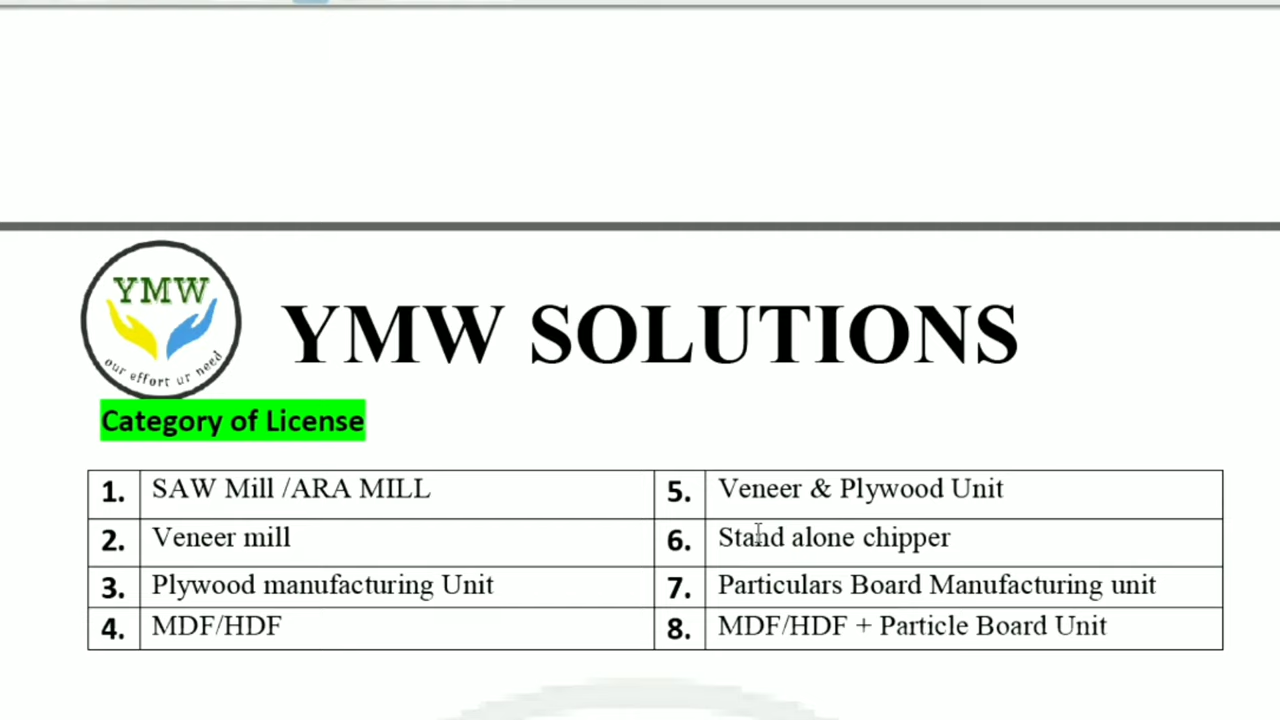 YMW
our effort ur need
YMW SOLUTIONS
Category of License
1. SAW Mill /ARA MILL 5. Veneer & Plywood Unit
2. Veneer mill 6. Stand alone chipper
3. Plywood manufacturing Unit 7. Particulars Board Manufacturing unit
4. MDF/HDF 8. MDF/HDF + Particle Board Unit